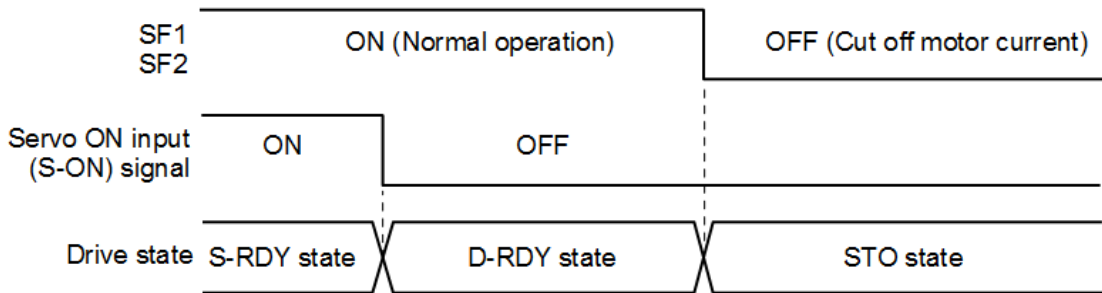 SF1
SF2
ON (Normal operation)
OFF (Cut off motor current)
Servo ON input
(S-ON) signal
ON
OFF
Drive state
S-RDY state
D-RDY state
STO state